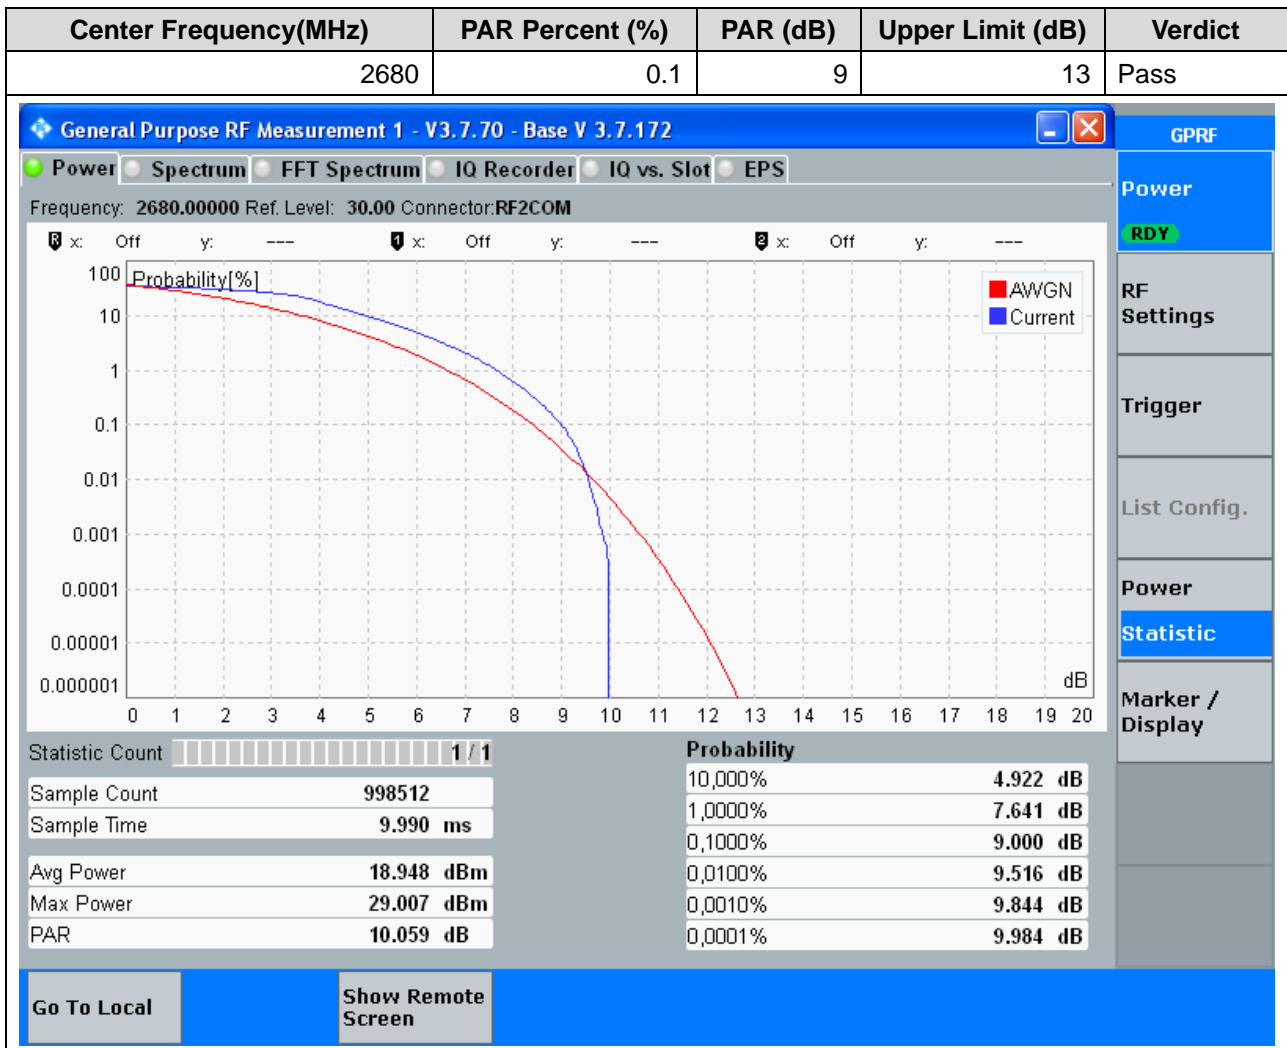 Center Frequency(MHz) PAR Percent (%) PAR (dB) Upper Limit (dB) Verdict
2680 0.1 9 13 Pass
General Purpose RF Measurement 1 - V3.7.70 - Base V 3.7.172
GPRF
Power Spectrum FFT Spectrum IQ Recorder IQ vs. Slot EPS
Power
RDY
Frequency: 2680.00000 Ref. Level: 30.00 Connector:RF2COM
R x: Off y: --- 1 x: Off y: --- 2 x: Off y: ---
Probability[%]
AWGN
Current
100
10
1
0.1
0.01
0.001
0.0001
0.00001
0.000001
dB
0 1 2 3 4 5 6 7 8 9 10 11 12 13 14 15 16 17 18 19 20
RF
Settings
Trigger
List Config.
Power
Statistic
Marker /
Display
Statistic Count 1 / 1
Sample Count 998512
Sample Time 9.990 ms
Avg Power 18.948 dBm
Max Power 29.007 dBm
PAR 10.059 dB
Probability
10,000% 4.922 dB
1,0000% 7.641 dB
0,1000% 9.000 dB
0,0100% 9.516 dB
0,0010% 9.844 dB
0,0001% 9.984 dB
Go To Local
Show Remote
Screen